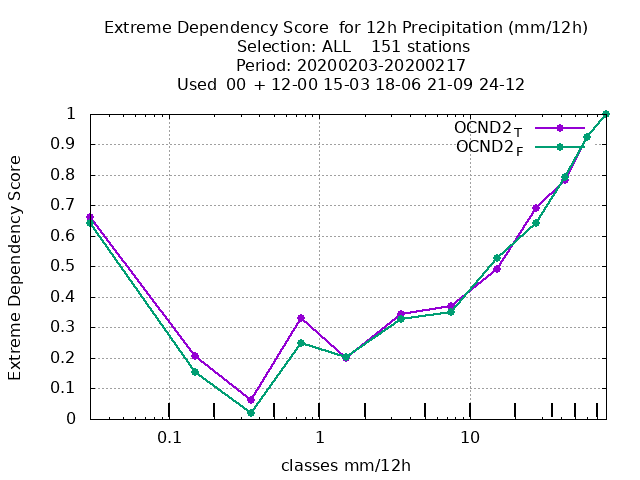 Extreme Dependency Score  for 12h Precipitation (mm/12h)
Selection: ALL    151 stations
Period: 20200203-20200217
Used  00 + 12-00 15-03 18-06 21-09 24-12
OCND2T
OCND2F
Extreme Dependency Score
1
0.9
0.8
0.7
0.6
0.5
0.4
0.3
0.2
0.1
0
0.1
1
10
classes mm/12h